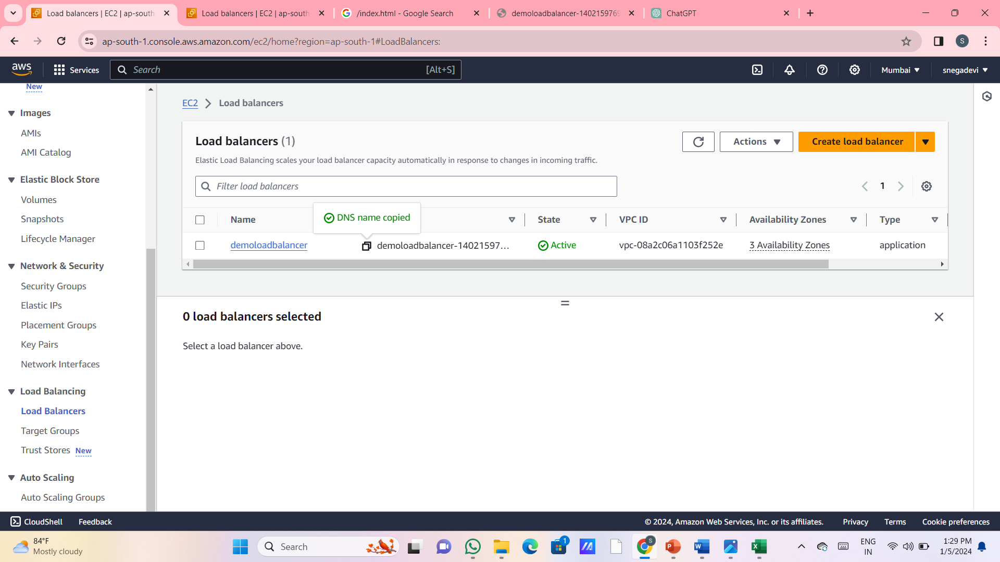 Load balancers | EC2 | ap-south
Load balancers | EC2 | ap-south
/index.html - Google Search
demoloadbalancer-1402159769
ChatGPT
ap-south-1.console.aws.amazon.com/ec2/home?region=ap-south-1#LoadBalancers:
S
aws
Services
Search
[Alt+S]
Mumbai
snegadevi
New
Images
AMIs
AMI Catalog
Elastic Block Store
Volumes
Snapshots
Lifecycle Manager
Network & Security
Security Groups
Elastic IPs
Placement Groups
Key Pairs
Network Interfaces
Load Balancing
Load Balancers
Target Groups
Trust Stores New
Auto Scaling
Auto Scaling Groups
EC2 > Load balancers
Load balancers (1)
Actions
Create load balancer
Elastic Load Balancing scales your load balancer capacity automatically in response to changes in incoming traffic.
Filter load balancers
1
DNS name copied
Name State VPC ID Availability Zones Type
demoloadbalancer demoloadbalancer-14021597... Active vpc-08a2c06a1103f252e 3 Availability Zones application
0 load balancers selected
Select a load balancer above.
CloudShell Feedback
© 2024, Amazon Web Services, Inc. or its affiliates. Privacy Terms Cookie preferences
84°F
Mostly cloudy
Search
1
S
P
W
X
ENG
IN
1:29 PM
1/5/2024